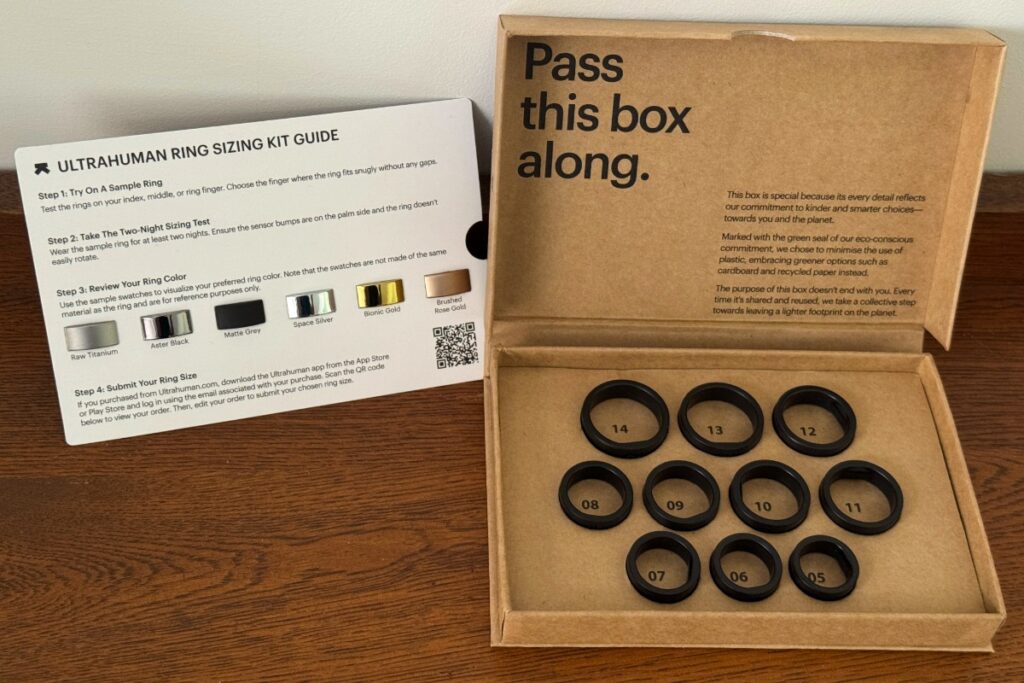 ULTRAHUMAN RING SIZING KIT GUIDE
Step 1: Try On A Sample Ring
Test the rings on your index, middle, or ring finger. Choose the finger where the ring fits snugly without any gaps.
Step 2: Take The Two-Night Sizing Test
Wear the sample ring for at least two nights. Ensure the sensor bumps are on the palm side and the ring doesn't
easily rotate.
Step 3: Review Your Ring Color
Use the sample swatches to visualize your preferred ring color. Note that the swatches are not made of the same
material as the ring and are for reference purposes only.
Raw Titanium
Aster Black
Matte Grey
Space Silver
Bionic Gold
Brushed
Rose Gold
Step 4: Submit Your Ring Size
If you purchased from Ultrahuman.com, download the Ultrahuman app from the App Store
or Play Store and log in using the email associated with your purchase. Scan the QR code
below to view your order. Then, edit your order to submit your chosen ring size.
Pass
this box
along.
This box is special because its every detail reflects
our commitment to kinder and smarter choices—
towards you and the planet.
Marked with the green seal of our eco-conscious
commitment, we chose to minimise the use of
plastic, embracing greener options such as
cardboard and recycled paper instead.
The purpose of this box doesn't end with you. Every
time it's shared and reused, we take a collective step
towards leaving a lighter footprint on the planet.
14
13
12
08
09
10
11
07
06
05